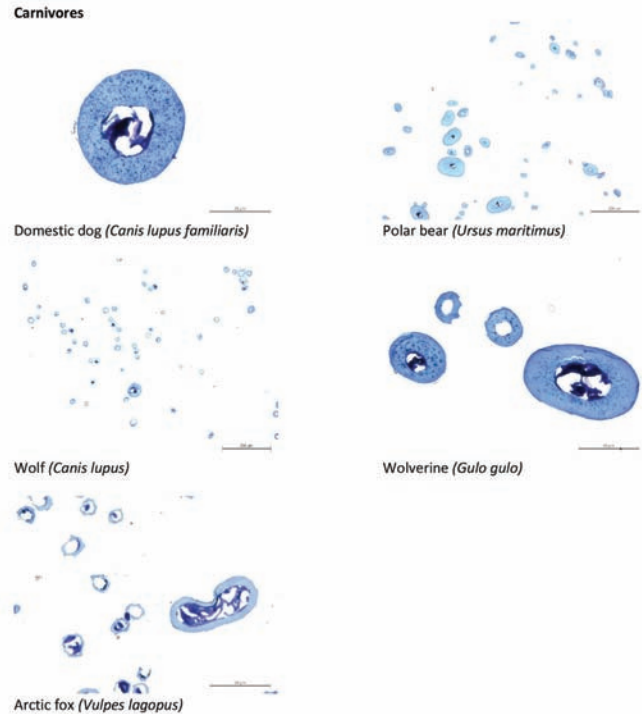 Carnivores
Domestic dog (Canis lupus familiaris)
Polar bear (Ursus maritimus)
Wolf (Canis lupus)
Wolverine (Gulo gulo)
Arctic fox (Vulpes lagopus)